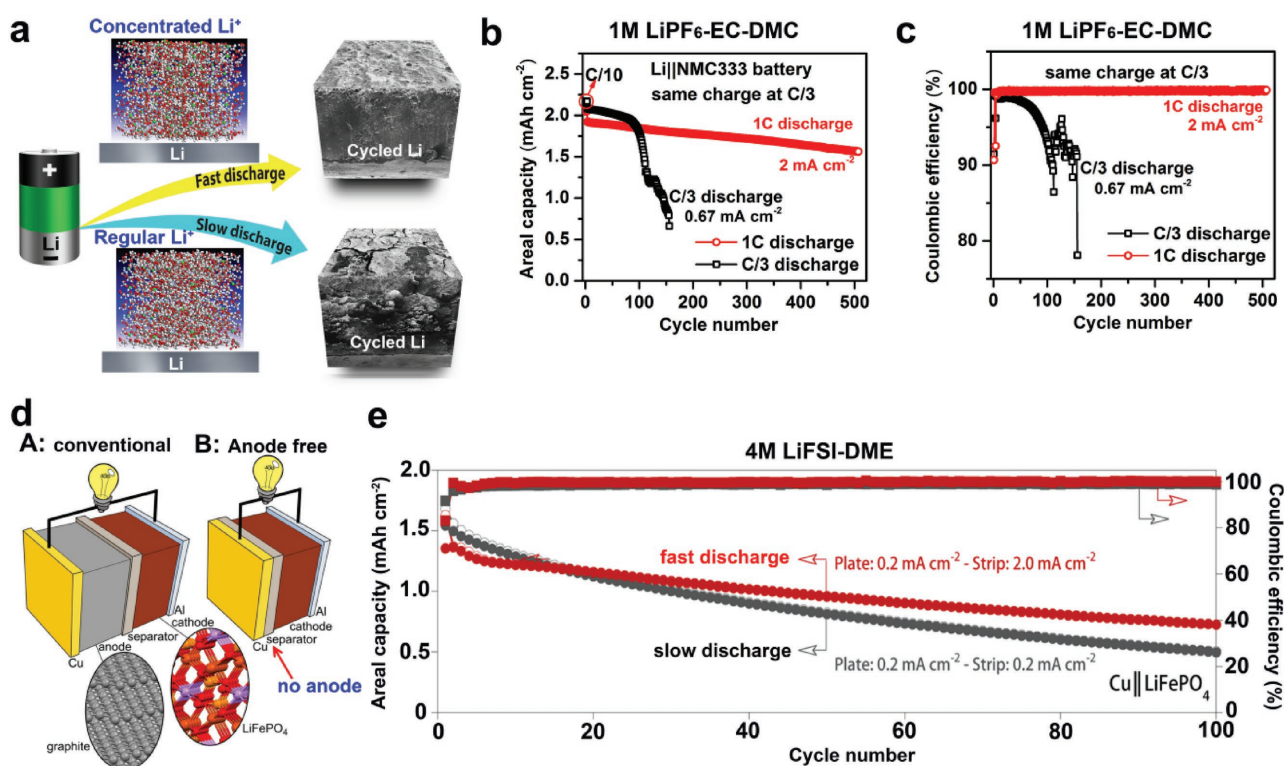 a
Concentrated Li⁺
Li
Fast discharge
Cycled Li
+
Li
Slow discharge
Regular Li⁺
Li
Cycled Li
b
1M LiPF₆-EC-DMC
Areal capacity (mAh cm⁻²)
2.5
2.0
1.5
1.0
0.5
0.0
C/10
Li||NMC333 battery
same charge at C/3
1C discharge
2 mA cm⁻²
C/3 discharge
0.67 mA cm⁻²
1C discharge
C/3 discharge
0 100 200 300 400 500
Cycle number
c
1M LiPF₆-EC-DMC
Coulombic efficiency (%)
100
90
80
same charge at C/3
1C discharge
2 mA cm⁻²
C/3 discharge
0.67 mA cm⁻²
C/3 discharge
1C discharge
0 100 200 300 400 500
Cycle number
d
A: conventional
B: Anode free
Cu
anode
separator
cathode
Al
Cu
separator
cathode
Al
no anode
graphite
LiFePO₄
e
4M LiFSI-DME
Areal capacity (mAh cm⁻²)
2.0
1.5
1.0
0.5
0
fast discharge
Plate: 0.2 mA cm⁻² - Strip: 2.0 mA cm⁻²
slow discharge
Plate: 0.2 mA cm⁻² - Strip: 0.2 mA cm⁻²
Cu||LiFePO₄
100
80
60
40
20
0
Coulombic efficiency (%)
0 20 40 60 80 100
Cycle number